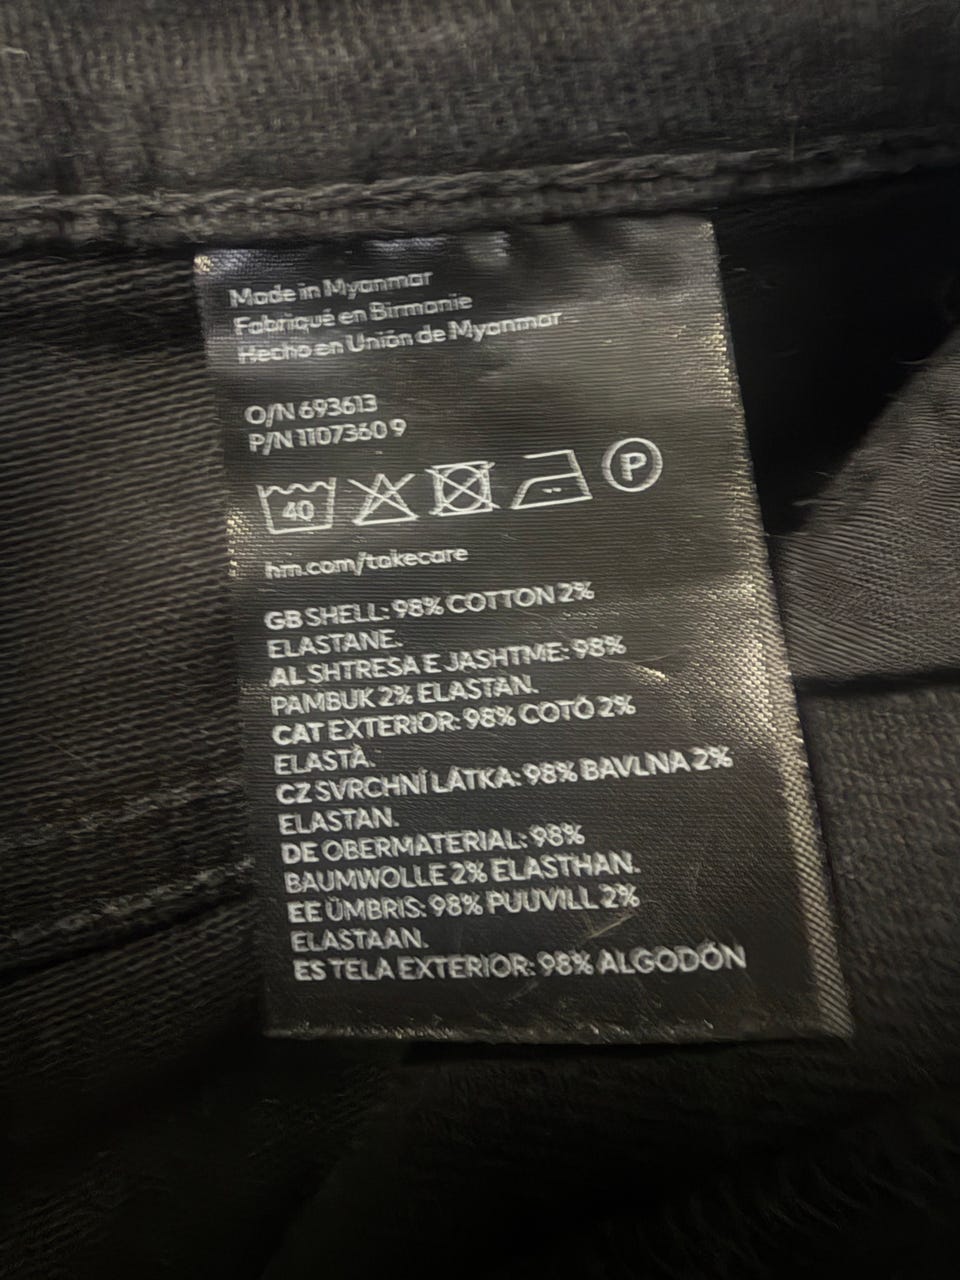 Made in Myanmar
Fabriqué en Birmanie
Hecho en Unión de Myanmar
O/N 693613
P/N 1107360 9
40 P
hm.com/takecare
GB SHELL: 98% COTTON 2%
ELASTANE.
AL SHTRESA E JASHTME: 98%
PAMBUK 2% ELASTAN.
CAT EXTERIOR: 98% COTÓ 2%
ELASTÀ.
CZ SVRCHNÍ LÁTKA: 98% BAVLNA 2%
ELASTAN.
DE OBERMATERIAL: 98%
BAUMWOLLE 2% ELASTHAN.
EE ÜMBRIS: 98% PUUVILL 2%
ELASTAAN.
ES TELA EXTERIOR: 98% ALGODÓN